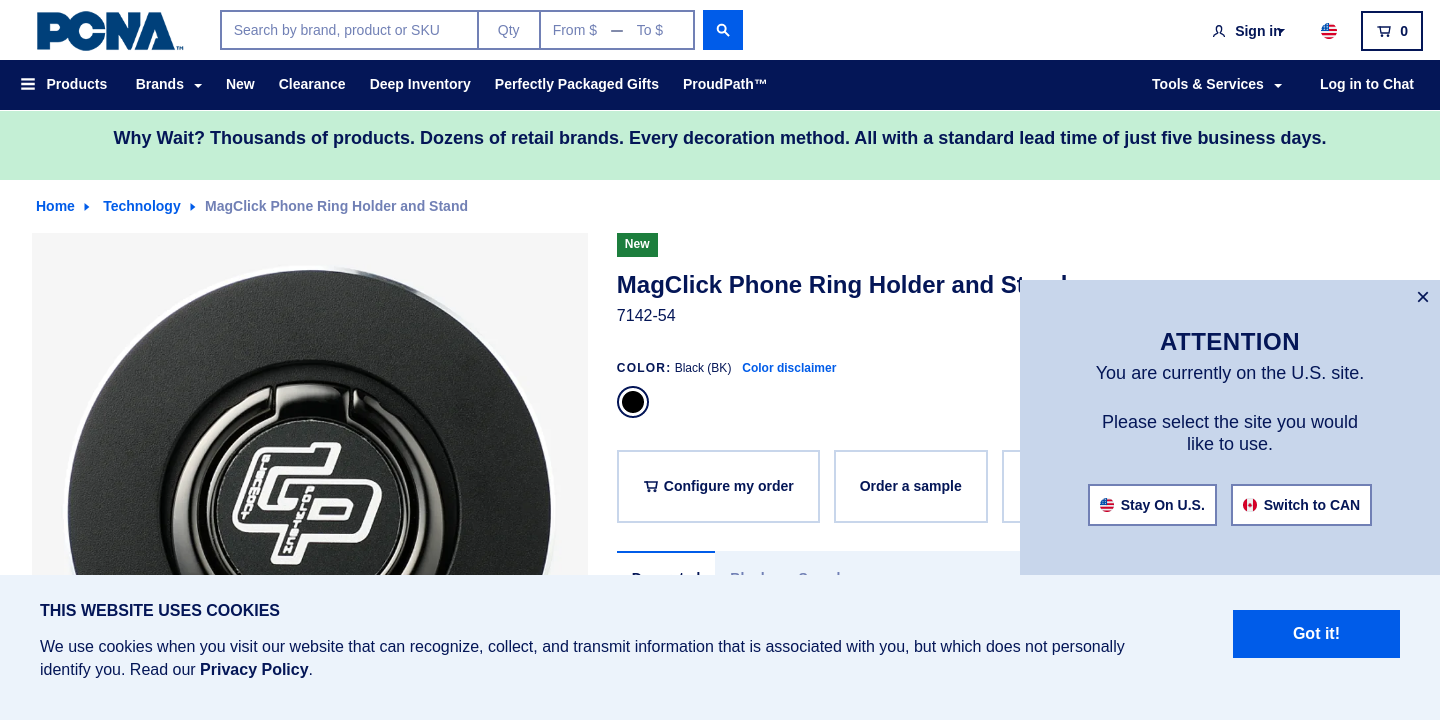 PCNA™
Search by brand, product or SKU Qty From $ — To $
Sign in 0
Products Brands New Clearance Deep Inventory Perfectly Packaged Gifts ProudPath™ Tools & Services Log in to Chat
Why Wait? Thousands of products. Dozens of retail brands. Every decoration method. All with a standard lead time of just five business days.
Home Technology MagClick Phone Ring Holder and Stand
New
MagClick Phone Ring Holder and
7142-54
COLOR: Black (BK) Color disclaimer
Configure my order Order a sample
×
ATTENTION
You are currently on the U.S. site.
Please select the site you would
like to use.
Stay On U.S. Switch to CAN
THIS WEBSITE USES COOKIES
We use cookies when you visit our website that can recognize, collect, and transmit information that is associated with you, but which does not personally
identify you. Read our Privacy Policy.
Got it!